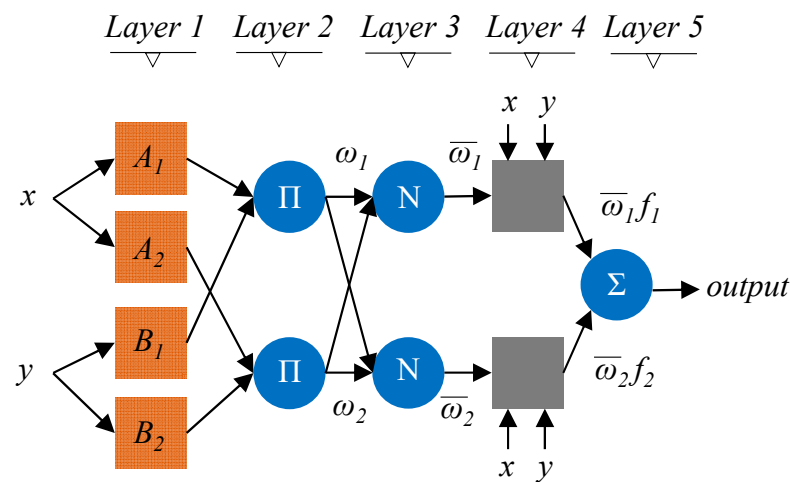 Layer 1 Layer 2 Layer 3 Layer 4 Layer 5
x y
A₁ ω₁ ω̅₁
x Π N ω̅₁f₁
A₂
Σ output
B₁
y Π N ω̅₂f₂
B₂ ω₂ ω̅₂
x y